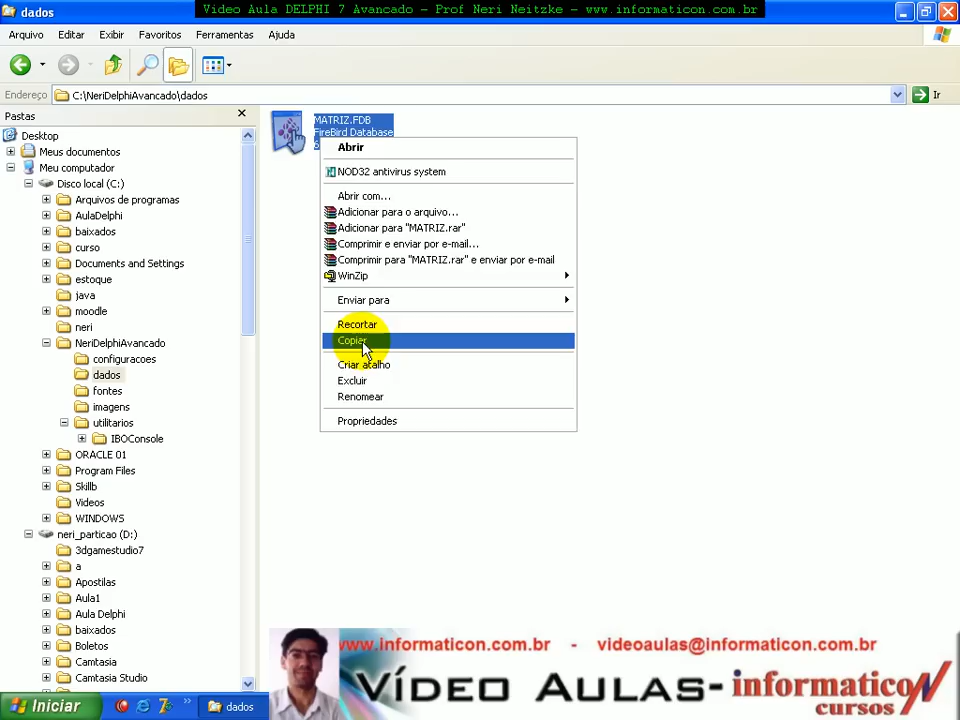 dados
Video Aula DELPHI 7 Avancado - Prof Neri Neitzke - www.informaticon.com.br
Arquivo Editar Exibir Favoritos Ferramentas Ajuda
Endereço C:\NeriDelphiAvancado\dados Ir
Pastas
Desktop
Meus documentos
Meu computador
Disco local (C:)
Arquivos de programas
AulaDelphi
baixados
curso
Documents and Settings
estoque
java
moodle
neri
NeriDelphiAvancado
configuracoes
dados
fontes
imagens
utilitarios
IBOConsole
ORACLE 01
Program Files
Skillb
Videos
WINDOWS
neri_particao (D:)
3dgamestudio7
a
Apostilas
Aula1
Aula Delphi
baixados
Boletos
Camtasia
Camtasia Studio
MATRIZ.FDB
FireBird Database
Abrir
NOD32 antivirus system
Abrir com...
Adicionar para o arquivo...
Adicionar para "MATRIZ.rar"
Comprimir e enviar por e-mail...
Comprimir para "MATRIZ.rar" e enviar por e-mail
WinZip
Enviar para
Recortar
Copiar
Criar atalho
Excluir
Renomear
Propriedades
www.informaticon.com.br - videoaulas@informaticon.com.br
VÍDEO AULAS- informaticon
cursos
Iniciar dados